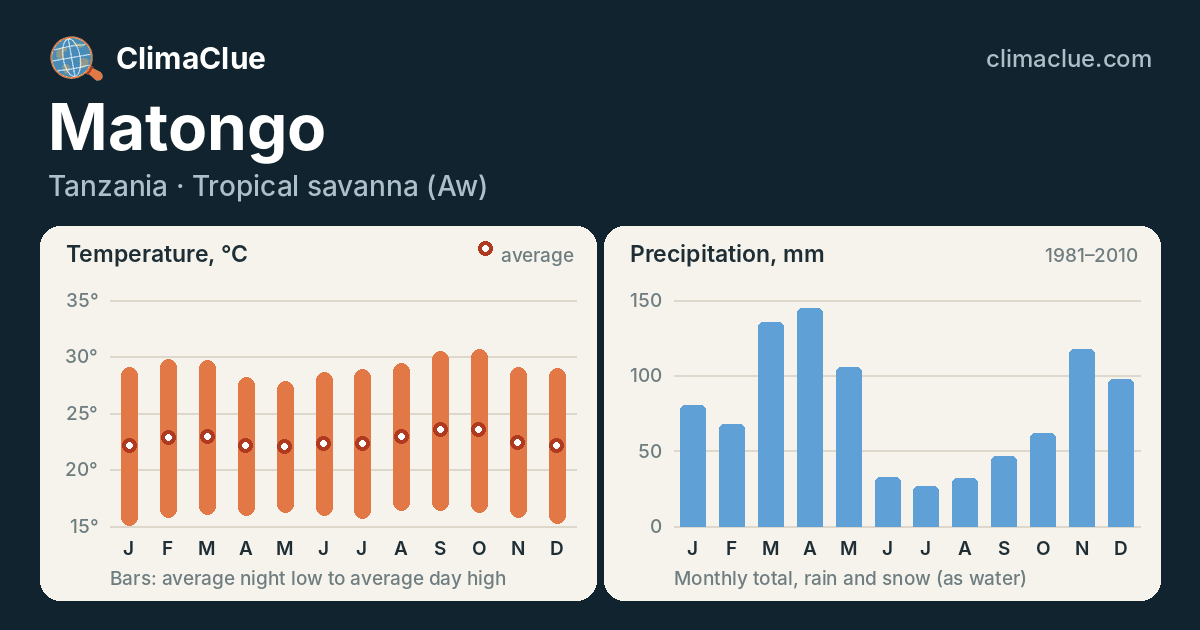 ClimaClue
climaclue.com
Matongo
Tanzania · Tropical savanna (Aw)
Temperature, °C
average
35°
30°
25°
20°
15°
J F M A M J J A S O N D
Bars: average night low to average day high
Precipitation, mm
1981–2010
150
100
50
0
J F M A M J J A S O N D
Monthly total, rain and snow (as water)